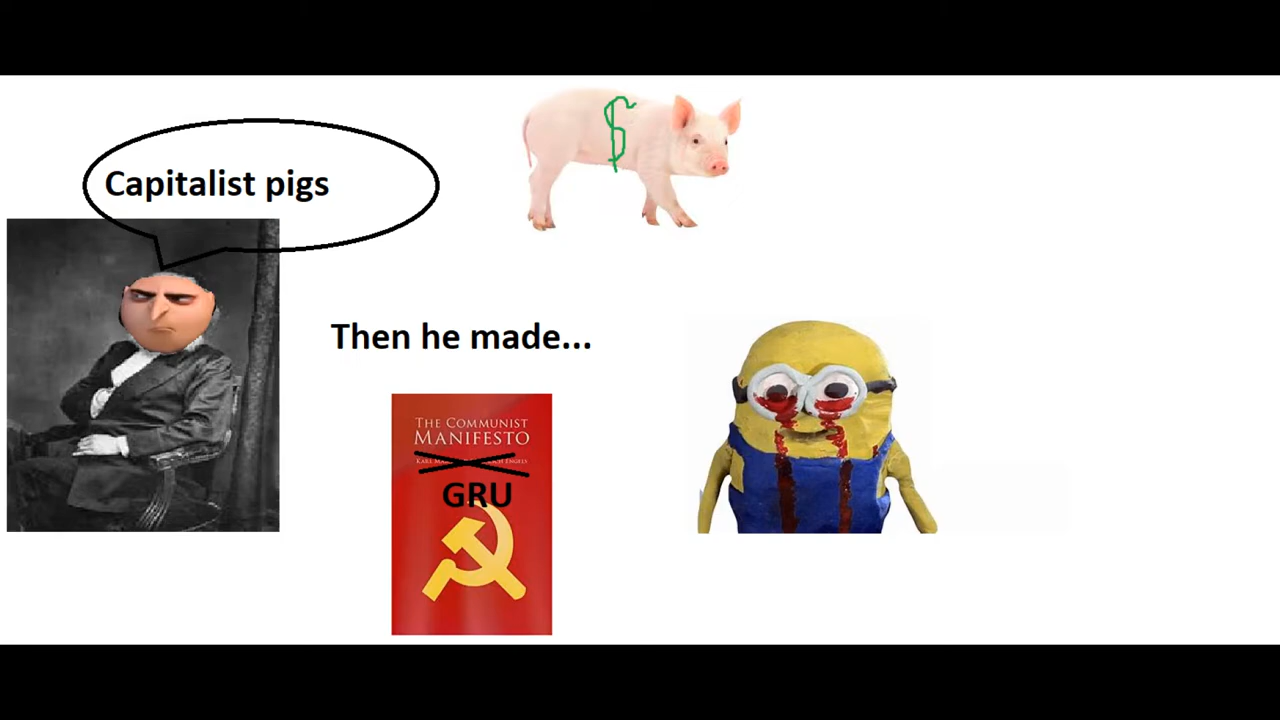 Capitalist pigs
$
Then he made...
THE COMMUNIST
MANIFESTO
GRU